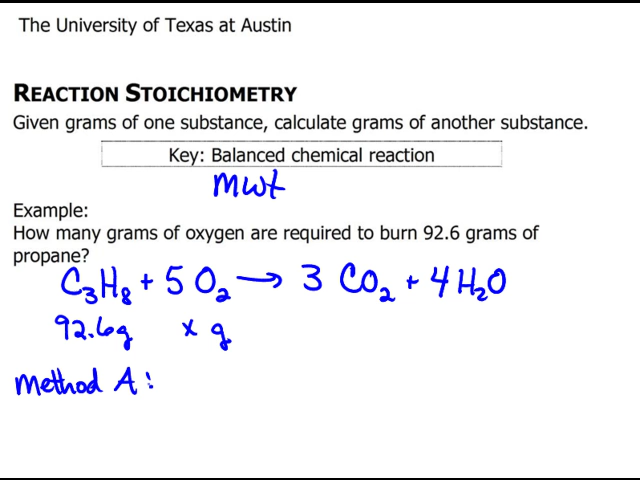 The University of Texas at Austin
REACTION STOICHIOMETRY
Given grams of one substance, calculate grams of another substance.
Key: Balanced chemical reaction
Mwt
Example:
How many grams of oxygen are required to burn 92.6 grams of
propane?
C₃H₈ + 5 O₂ → 3 CO₂ + 4 H₂O
92.6g x g
Method A: